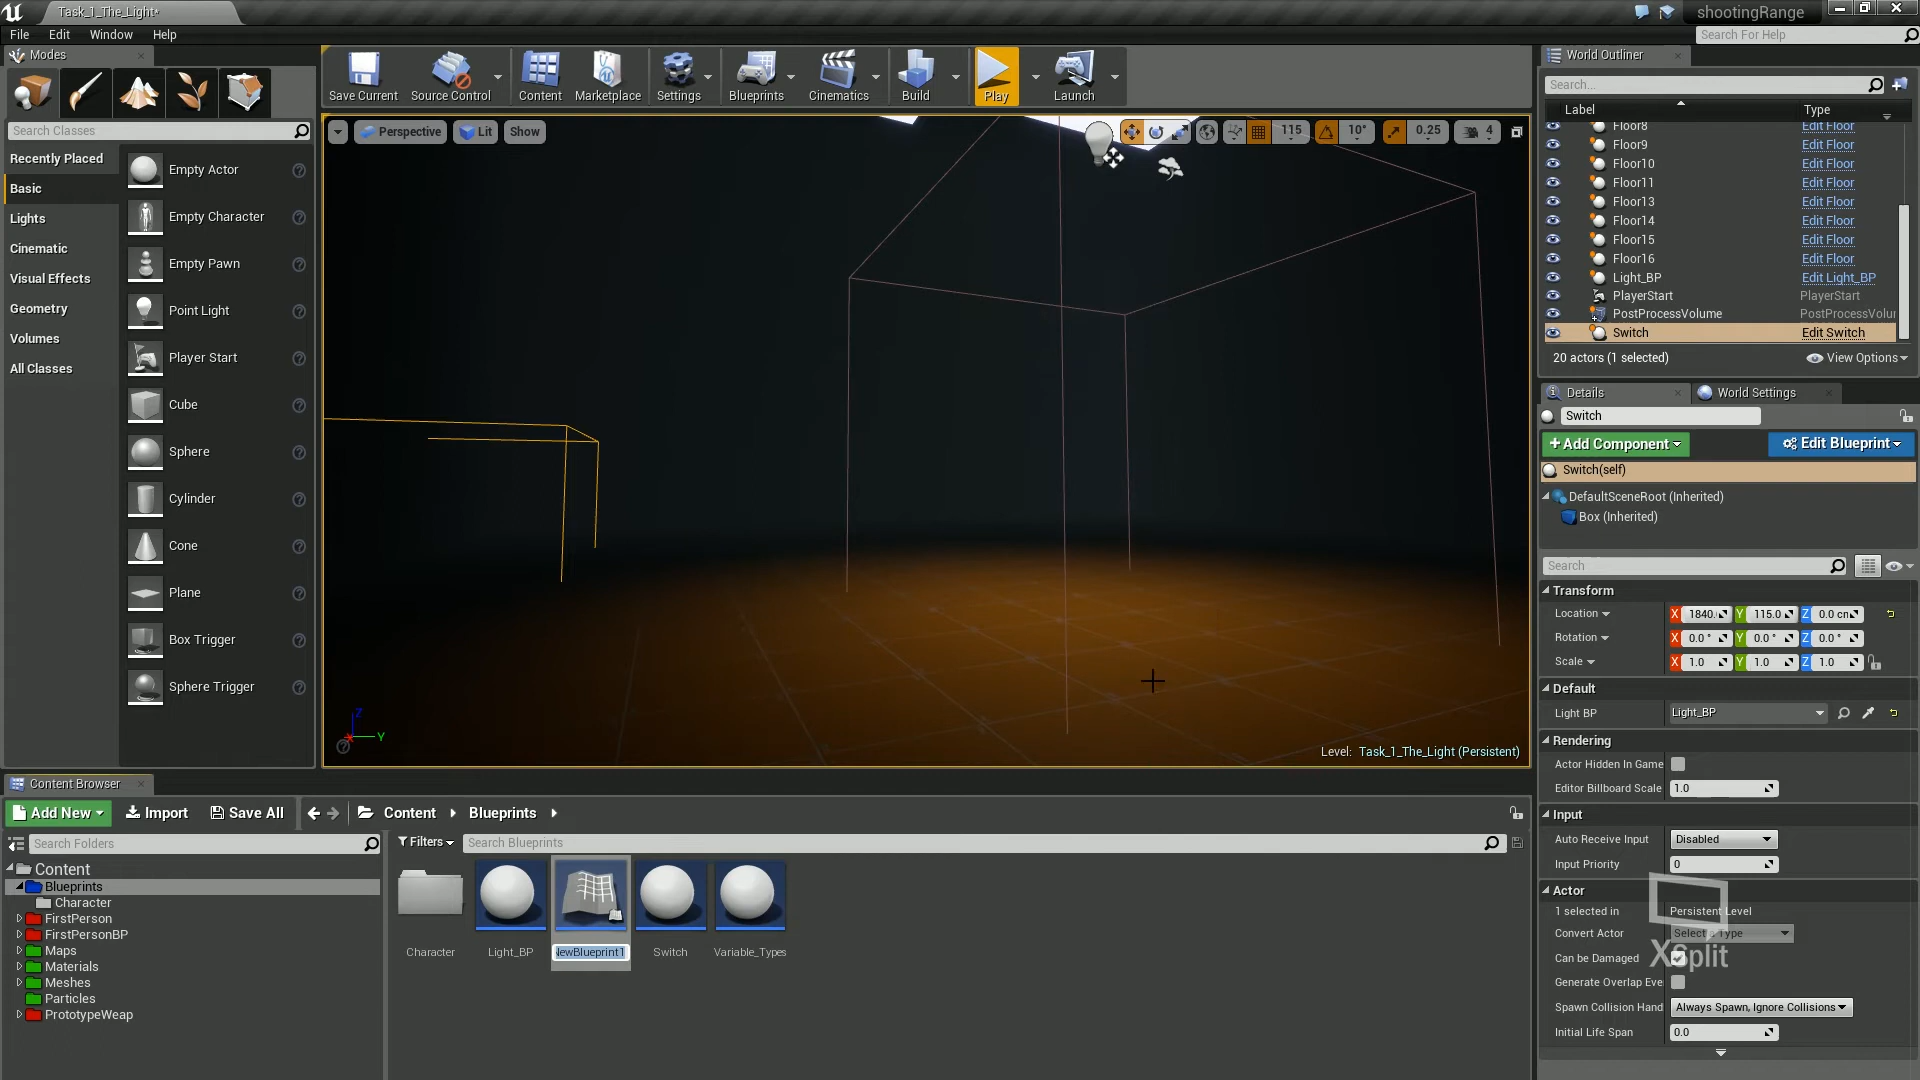 Task_1_The_Light*
shootingRange
File Edit Window Help
Search For Help
Modes
Search Classes
Recently Placed
Basic
Lights
Cinematic
Visual Effects
Geometry
Volumes
All Classes
Empty Actor
Empty Character
Empty Pawn
Point Light
Player Start
Cube
Sphere
Cylinder
Cone
Plane
Box Trigger
Sphere Trigger
Save Current Source Control Content Marketplace Settings Blueprints Cinematics Build Play Launch
Perspective Lit Show
115 10° 0.25 4
Z
X Y
Level: Task_1_The_Light (Persistent)
World Outliner
Search...
Label Type
Floor8 Edit Floor
Floor9 Edit Floor
Floor10 Edit Floor
Floor11 Edit Floor
Floor13 Edit Floor
Floor14 Edit Floor
Floor15 Edit Floor
Floor16 Edit Floor
Light_BP Edit Light_BP
PlayerStart PlayerStart
PostProcessVolume PostProcessVolu
Switch Edit Switch
20 actors (1 selected) View Options
Details World Settings
Switch
+Add Component Edit Blueprint
Switch(self)
DefaultSceneRoot (Inherited)
Box (Inherited)
Search
Transform
Location X 1840. Y 115.0 Z 0.0 cm
Rotation X 0.0 ° Y 0.0 ° Z 0.0 °
Scale X 1.0 Y 1.0 Z 1.0
Default
Light BP Light_BP
Rendering
Actor Hidden In Game
Editor Billboard Scale 1.0
Input
Auto Receive Input Disabled
Input Priority 0
Actor
1 selected in Persistent Level
Convert Actor Select a Type
Can be Damaged
Generate Overlap Eve
Spawn Collision Hand Always Spawn, Ignore Collisions
Initial Life Span 0.0
XSplit
Content Browser
Add New Import Save All Content Blueprints
Search Folders
Filters Search Blueprints
Content
Blueprints
Character
FirstPerson
FirstPersonBP
Maps
Materials
Meshes
Particles
PrototypeWeap
Character Light_BP NewBlueprint1 Switch Variable_Types